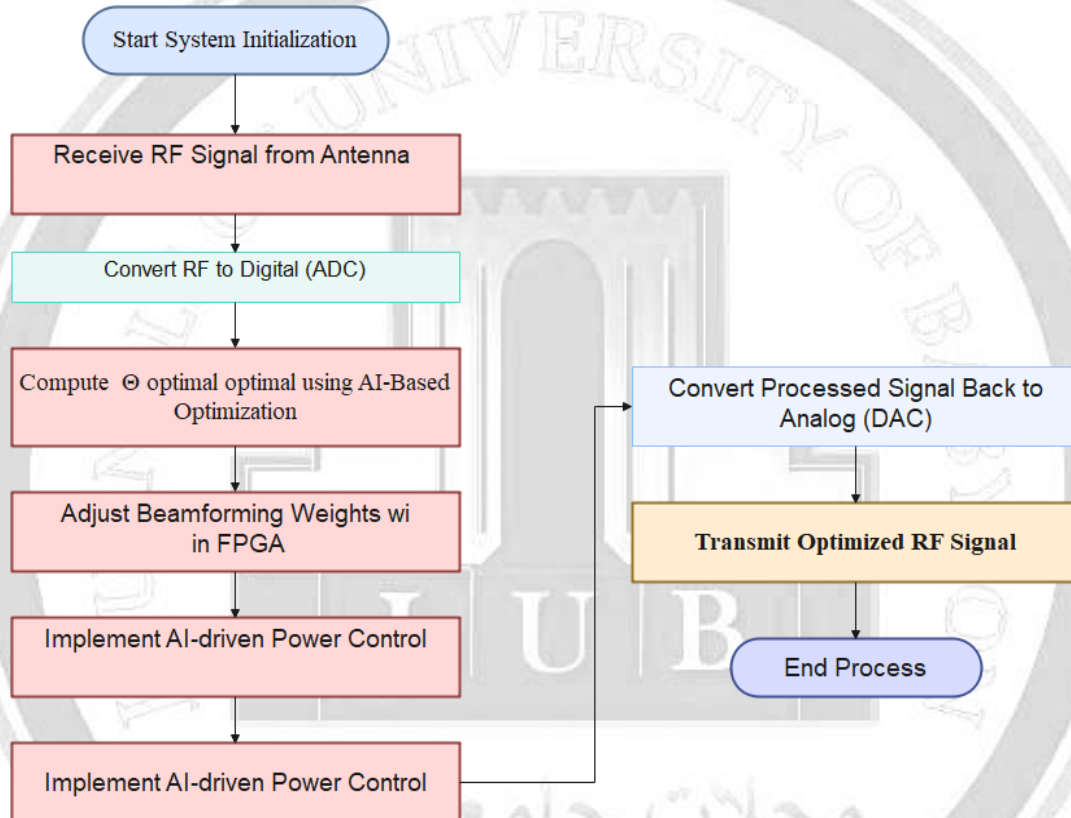 Start System Initialization
Receive RF Signal from Antenna
Convert RF to Digital (ADC)
Compute Θ optimal optimal using AI-Based
Optimization
Adjust Beamforming Weights wi
in FPGA
Implement AI-driven Power Control
Implement AI-driven Power Control
Convert Processed Signal Back to
Analog (DAC)
Transmit Optimized RF Signal
End Process
UNIVERSITY OF BABYLON
I U B